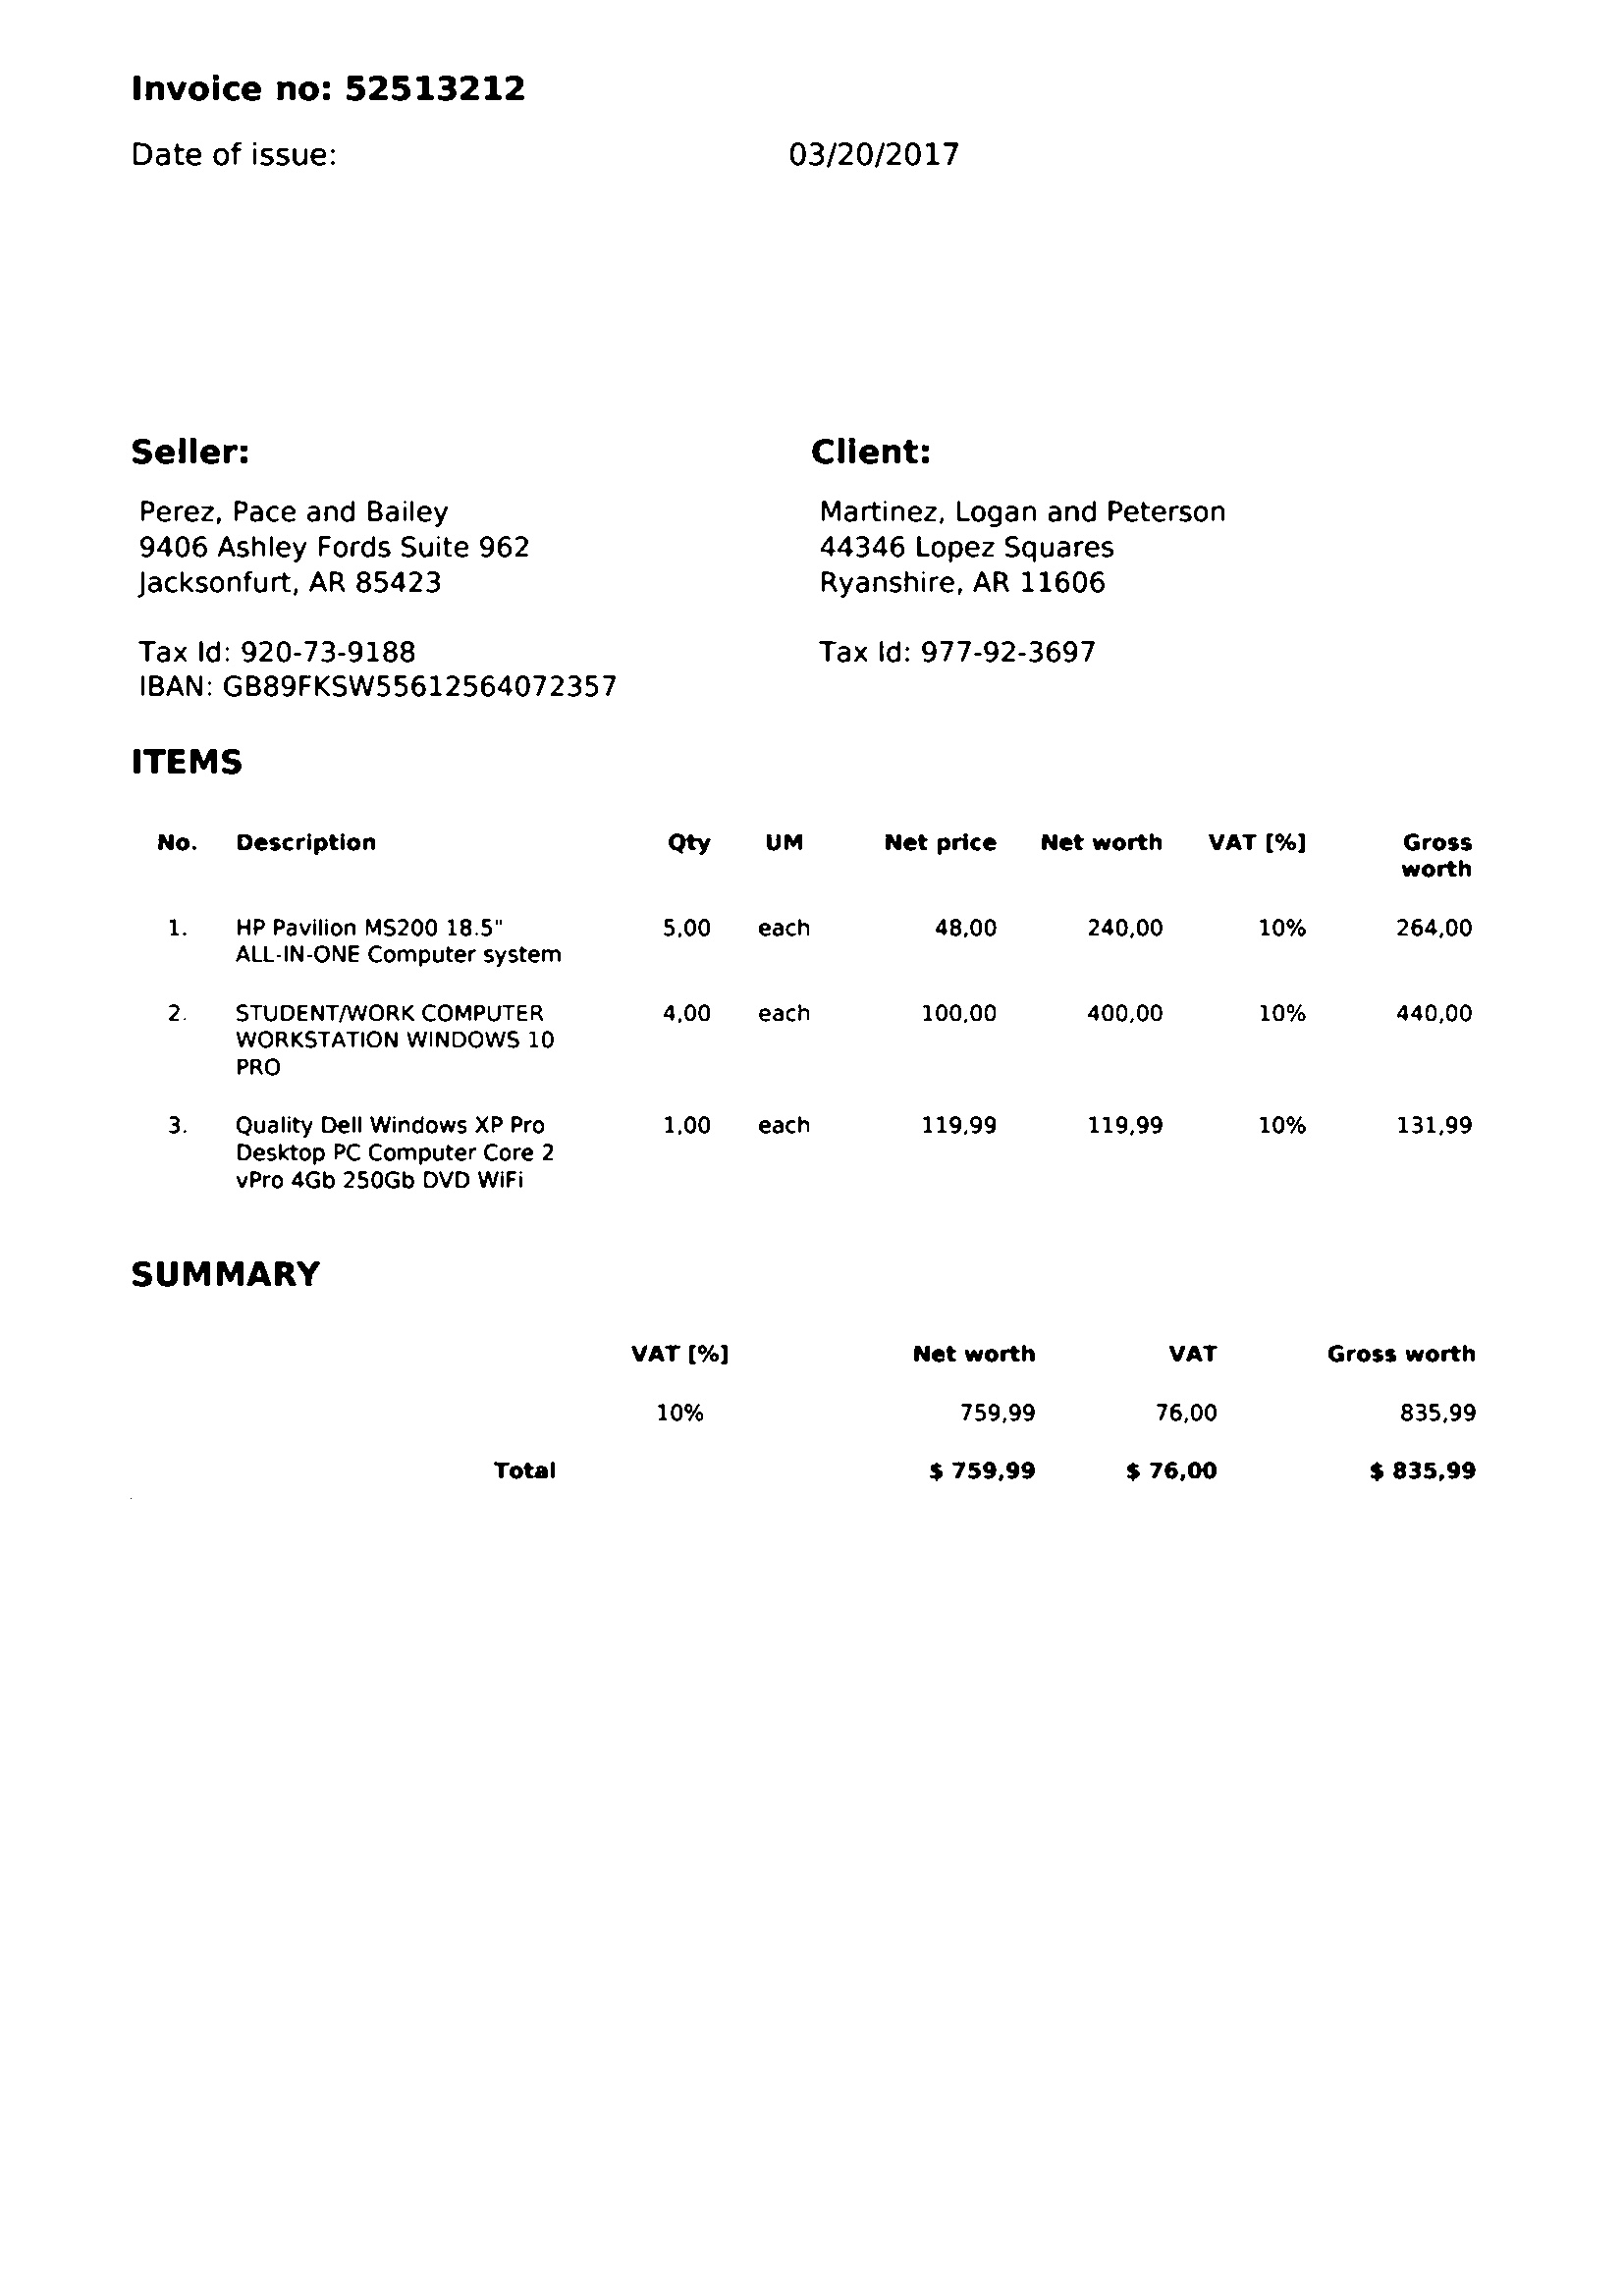 Invoice no: 52513212
Date of issue: 03/20/2017
Seller: Client:
Perez, Pace and Bailey Martinez, Logan and Peterson
9406 Ashley Fords Suite 962 44346 Lopez Squares
Jacksonfurt, AR 85423 Ryanshire, AR 11606
Tax Id: 920-73-9188 Tax Id: 977-92-3697
IBAN: GB89FKSW55612564072357
ITEMS
No. Description Qty UM Net price Net worth VAT [%] Gross
worth
1. HP Pavilion MS200 18.5" 5,00 each 48,00 240,00 10% 264,00
ALL-IN-ONE Computer system
2. STUDENT/WORK COMPUTER 4,00 each 100,00 400,00 10% 440,00
WORKSTATION WINDOWS 10
PRO
3. Quality Dell Windows XP Pro 1,00 each 119,99 119,99 10% 131,99
Desktop PC Computer Core 2
vPro 4Gb 250Gb DVD WiFi
SUMMARY
VAT [%] Net worth VAT Gross worth
10% 759,99 76,00 835,99
Total $ 759,99 $ 76,00 $ 835,99